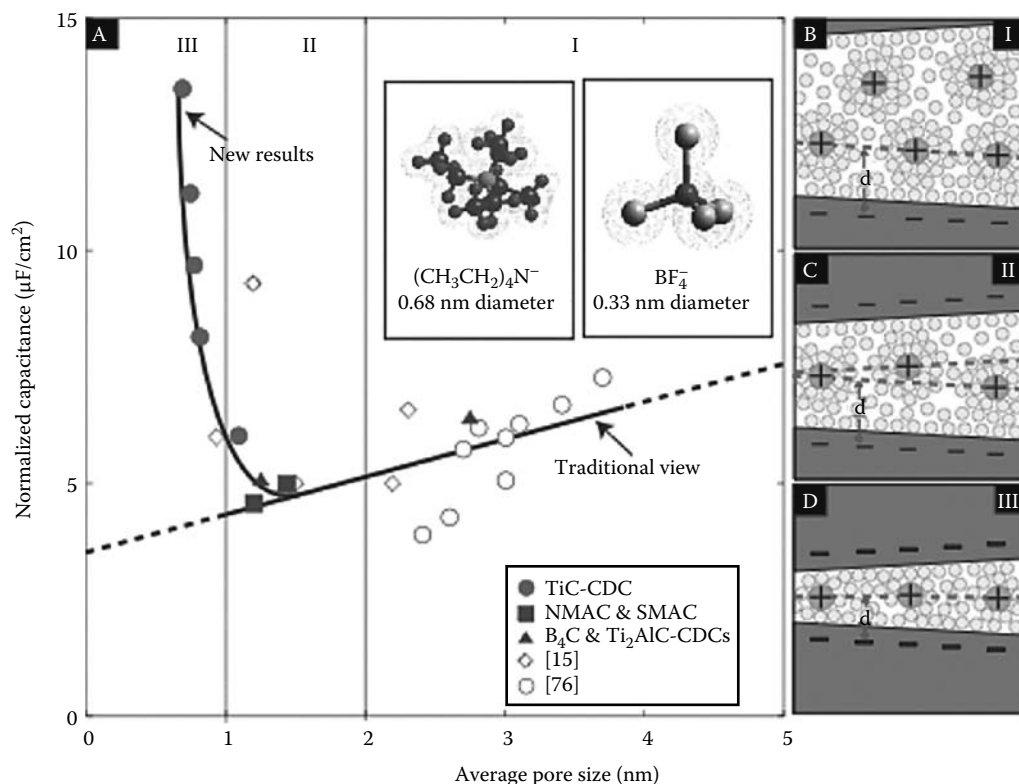 A
III
II
I
15
10
5
0
Normalized capacitance (µF/cm²)
New results
(CH₃CH₂)₄N⁻
0.68 nm diameter
BF₄⁻
0.33 nm diameter
Traditional view
TiC-CDC
NMAC & SMAC
B₄C & Ti₂AlC-CDCs
[15]
[76]
0 1 2 3 4 5
Average pore size (nm)
B
I
+ +
+ + +
d
C
II
+ + +
d
D
III
+ + +
d